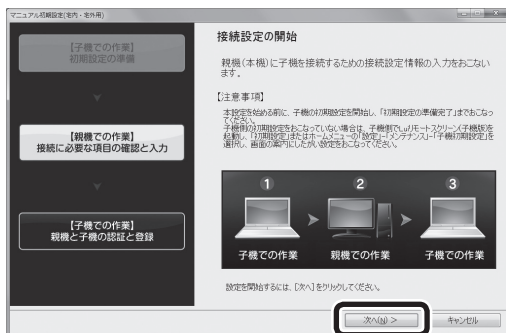 マニュアル初期設定(宅内・宅外用)
【子機での作業】
初期設定の準備
【親機での作業】
接続に必要な項目の確認と入力
【子機での作業】
親機と子機の認証と登録
接続設定の開始
親機(本機)に子機を接続するための接続設定情報の入力をおこない
ます。
【注意事項】
本設定を始める前に、子機の初期設定を開始し、「初期設定の準備完了」までおこなっ
てください。
子機側の初期設定をおこなっていない場合は、子機側でLuiリモートスクリーン(子機版)を
起動し、「初期設定」またはホームメニューの「設定」-「メンテナンス」-「子機初期設定」を
選択し、画面の案内にしたがい設定をおこなってください。
1 2 3
子機での作業 親機での作業 子機での作業
設定を開始するには、[次へ]をクリックしてください。
次へ(N) > キャンセル